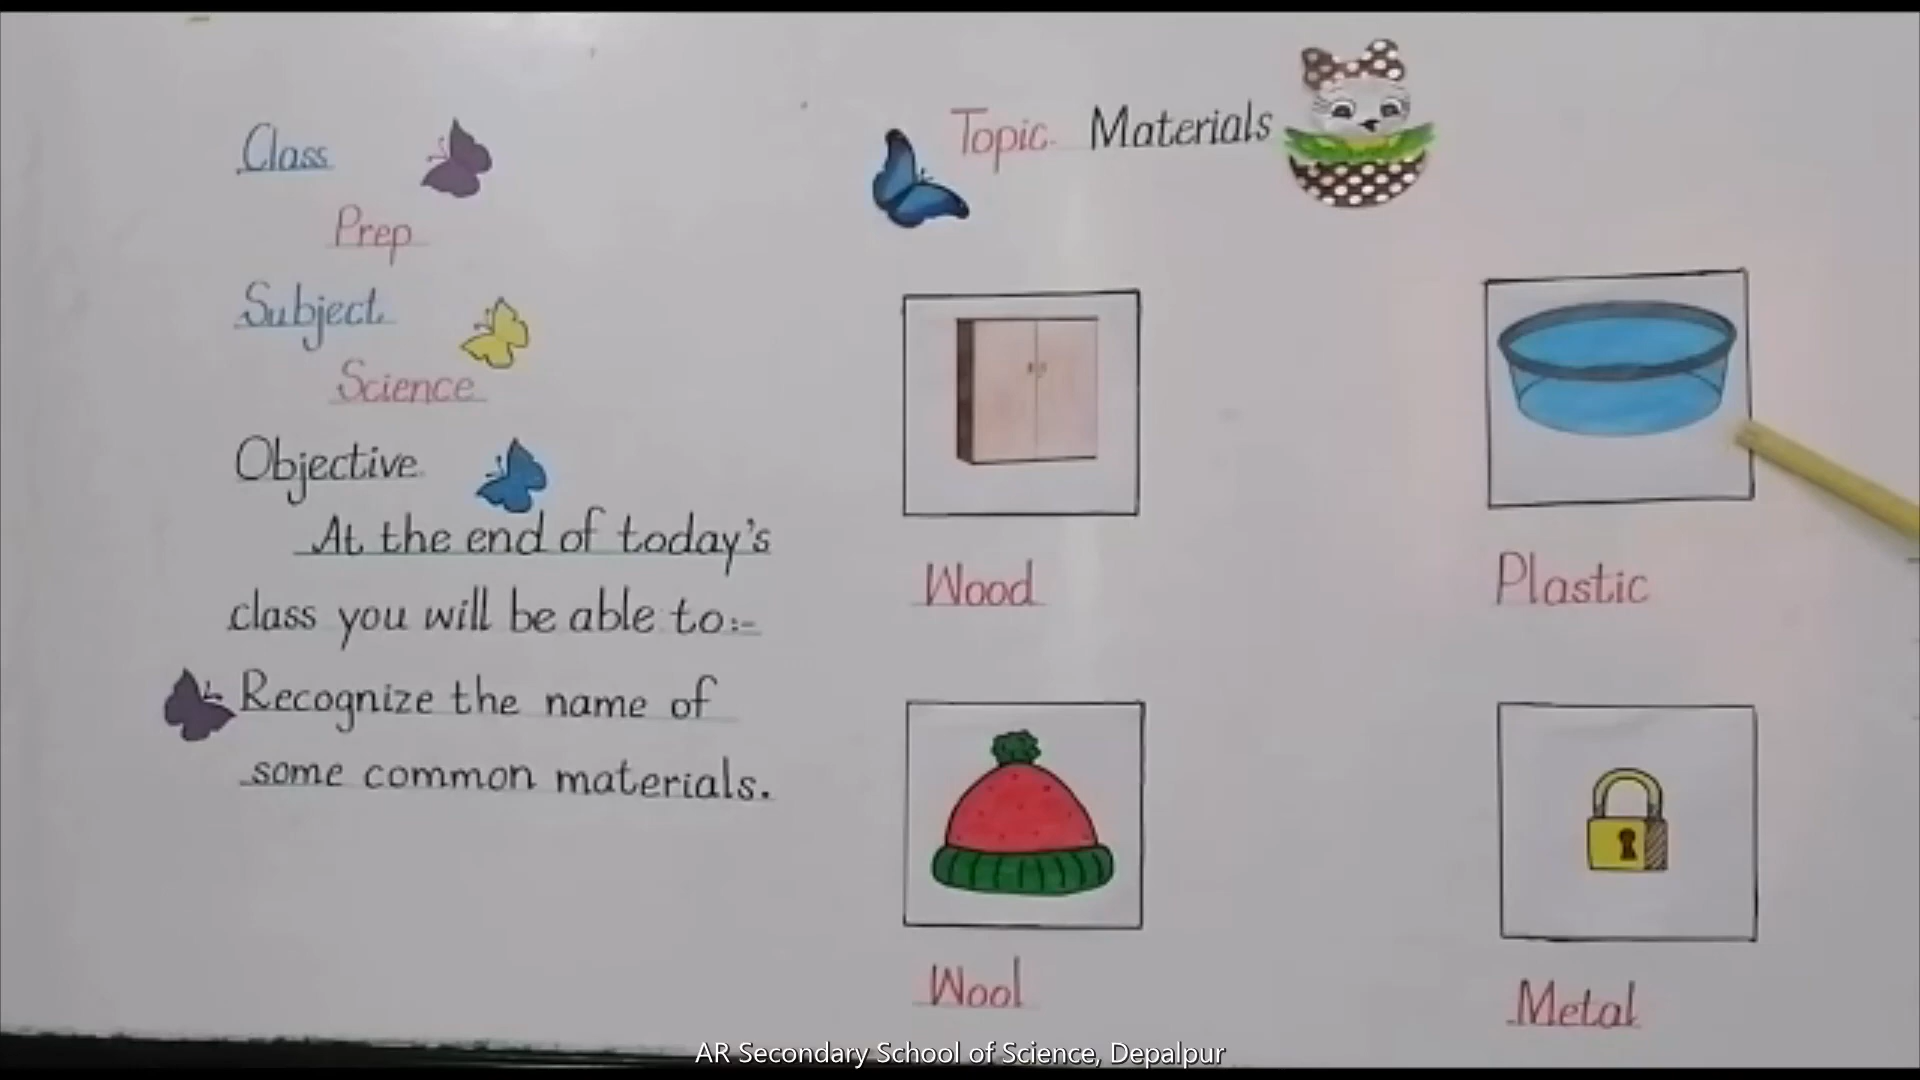 Class
Prep
Subject
Science
Objective
At the end of today's
class you will be able to:-
Recognize the name of
some common materials.
Topic. Materials
Wood
Plastic
Wool
Metal
AR Secondary School of Science, Depalpur